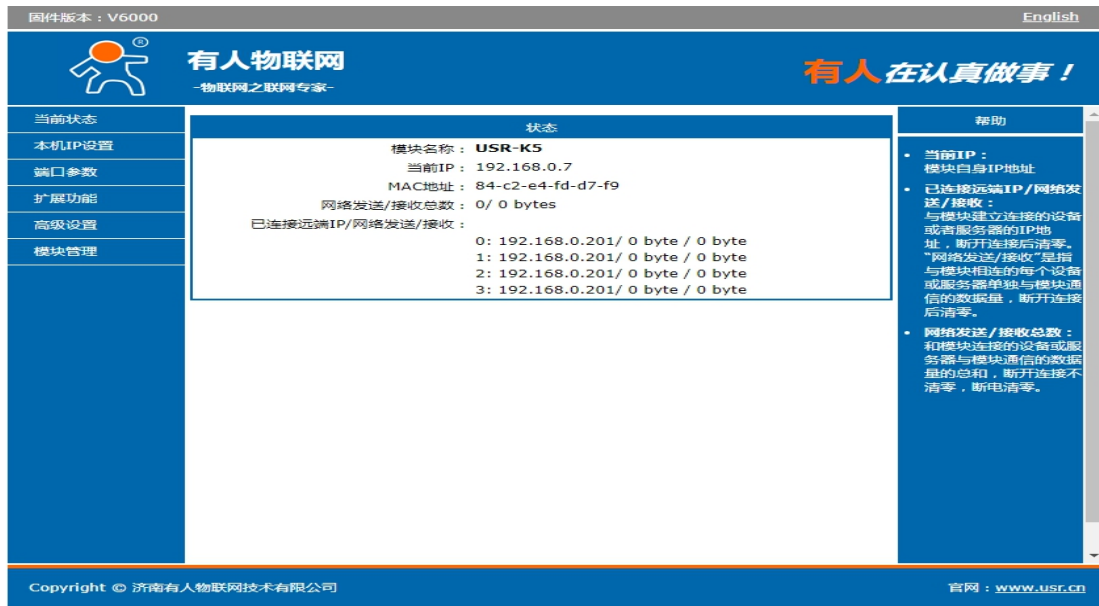 固件版本：V6000
English
®
有人物联网
-物联网之联网专家-
有人在认真做事！
当前状态
本机IP设置
端口参数
扩展功能
高级设置
模块管理
状态
模块名称： USR-K5
当前IP： 192.168.0.7
MAC地址： 84-c2-e4-fd-d7-f9
网络发送/接收总数： 0/ 0 bytes
已连接远端IP/网络发送/接收：
0: 192.168.0.201/ 0 byte / 0 byte
1: 192.168.0.201/ 0 byte / 0 byte
2: 192.168.0.201/ 0 byte / 0 byte
3: 192.168.0.201/ 0 byte / 0 byte
帮助
• 当前IP：
模块自身IP地址
• 已连接远端IP/网络发
送/接收：
与模块建立连接的设备
或者服务器的IP地
址，断开连接后清零。
“网络发送/接收”是指
与模块相连的每个设备
或服务器单独与模块通
信的数据量，断开连接
后清零。
• 网络发送/接收总数：
和模块连接的设备或服
务器与模块通信的数据
量的总和，断开连接不
清零，断电清零。
Copyright © 济南有人物联网技术有限公司
官网：www.usr.cn